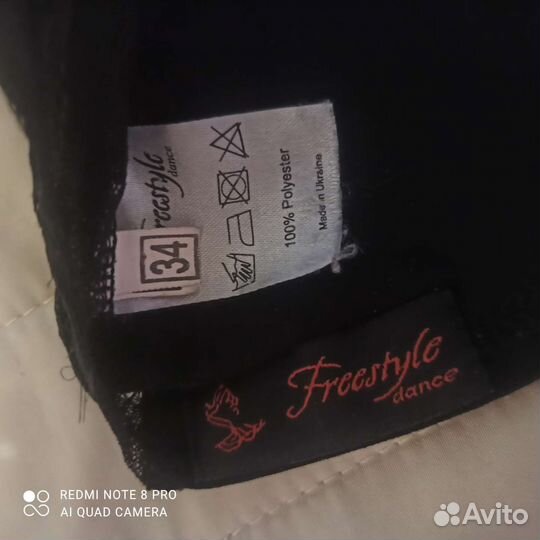 Freestyle
dance
34
100% Polyester
Made in Ukraine
Freestyle
dance
REDMI NOTE 8 PRO
AI QUAD CAMERA
Avito